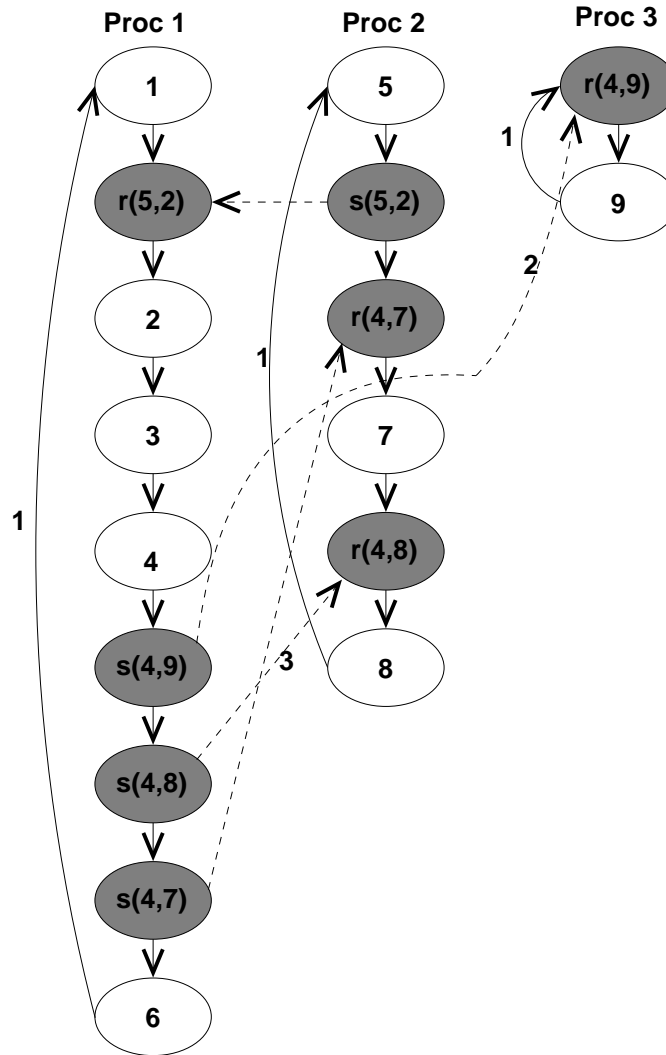 Proc 1 Proc 2 Proc 3
1 5 r(4,9)
1
r(5,2) s(5,2) 9
2
2 r(4,7)
1
3 7
1
4 r(4,8)
s(4,9) 3 8
s(4,8)
s(4,7)
6